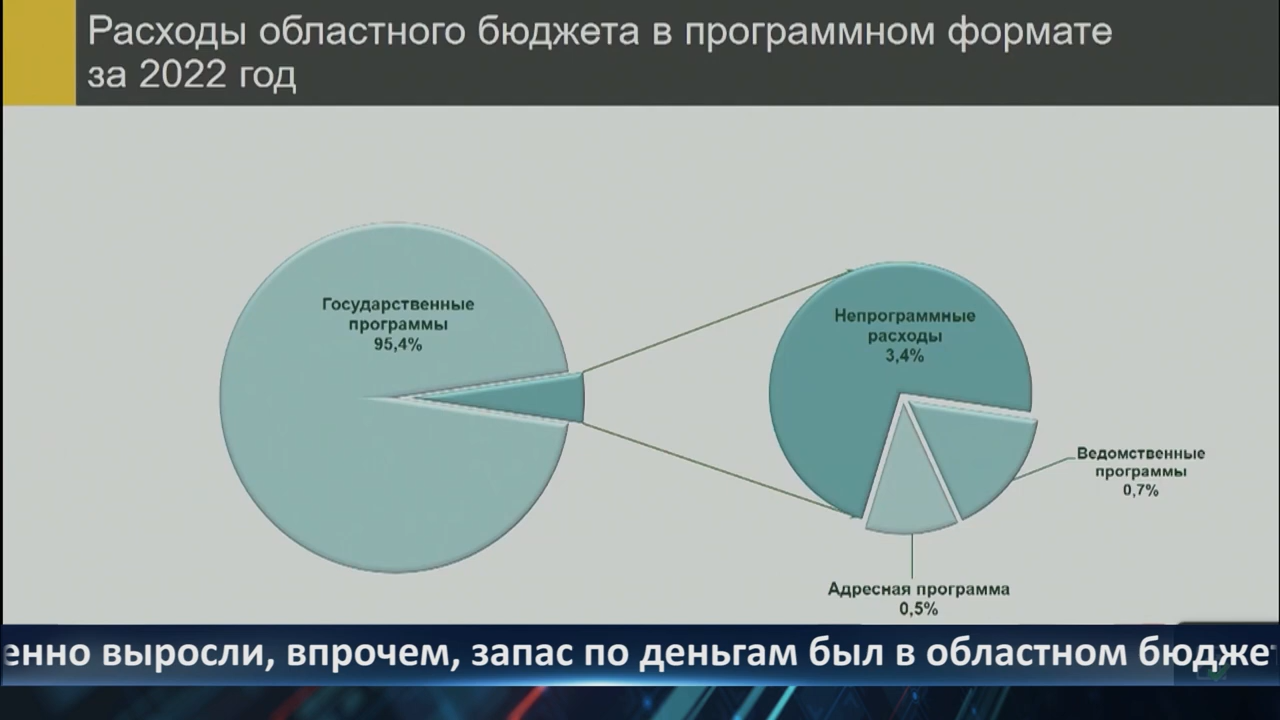 Расходы областного бюджета в программном формате
за 2022 год
Государственные
программы
95,4%
Непрограммные
расходы
3,4%
Ведомственные
программы
0,7%
Адресная программа
0,5%
енно выросли, впрочем, запас по деньгам был в областном бюдже